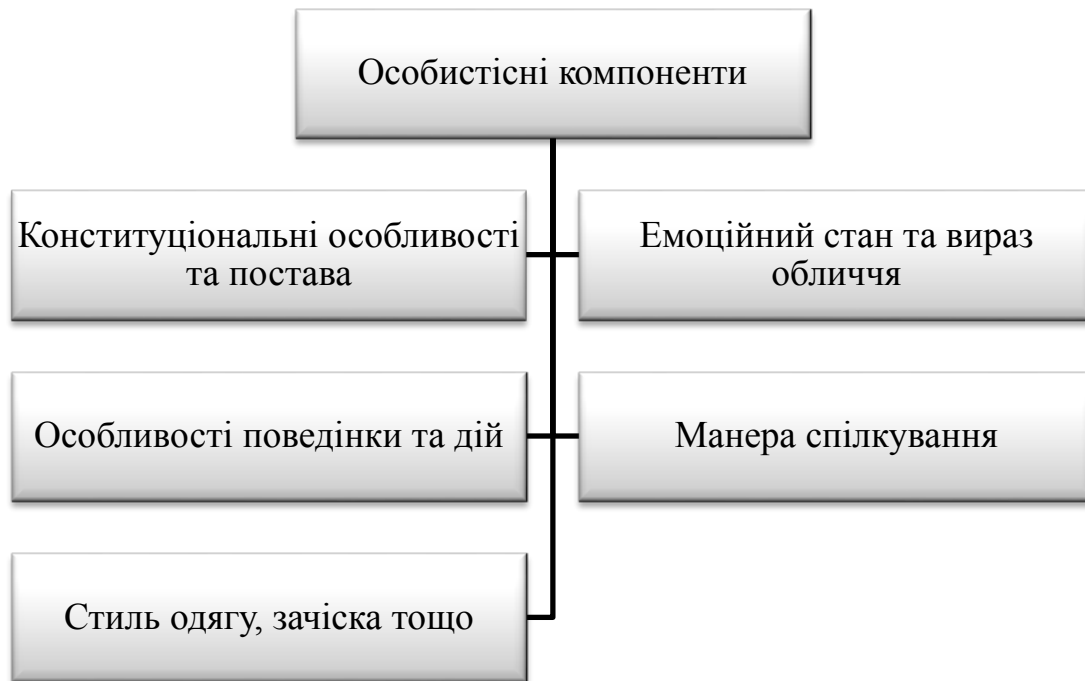 Особистісні компоненти
Конституціональні особливості
та постава
Емоційний стан та вираз
обличчя
Особливості поведінки та дій
Манера спілкування
Стиль одягу, зачіска тощо